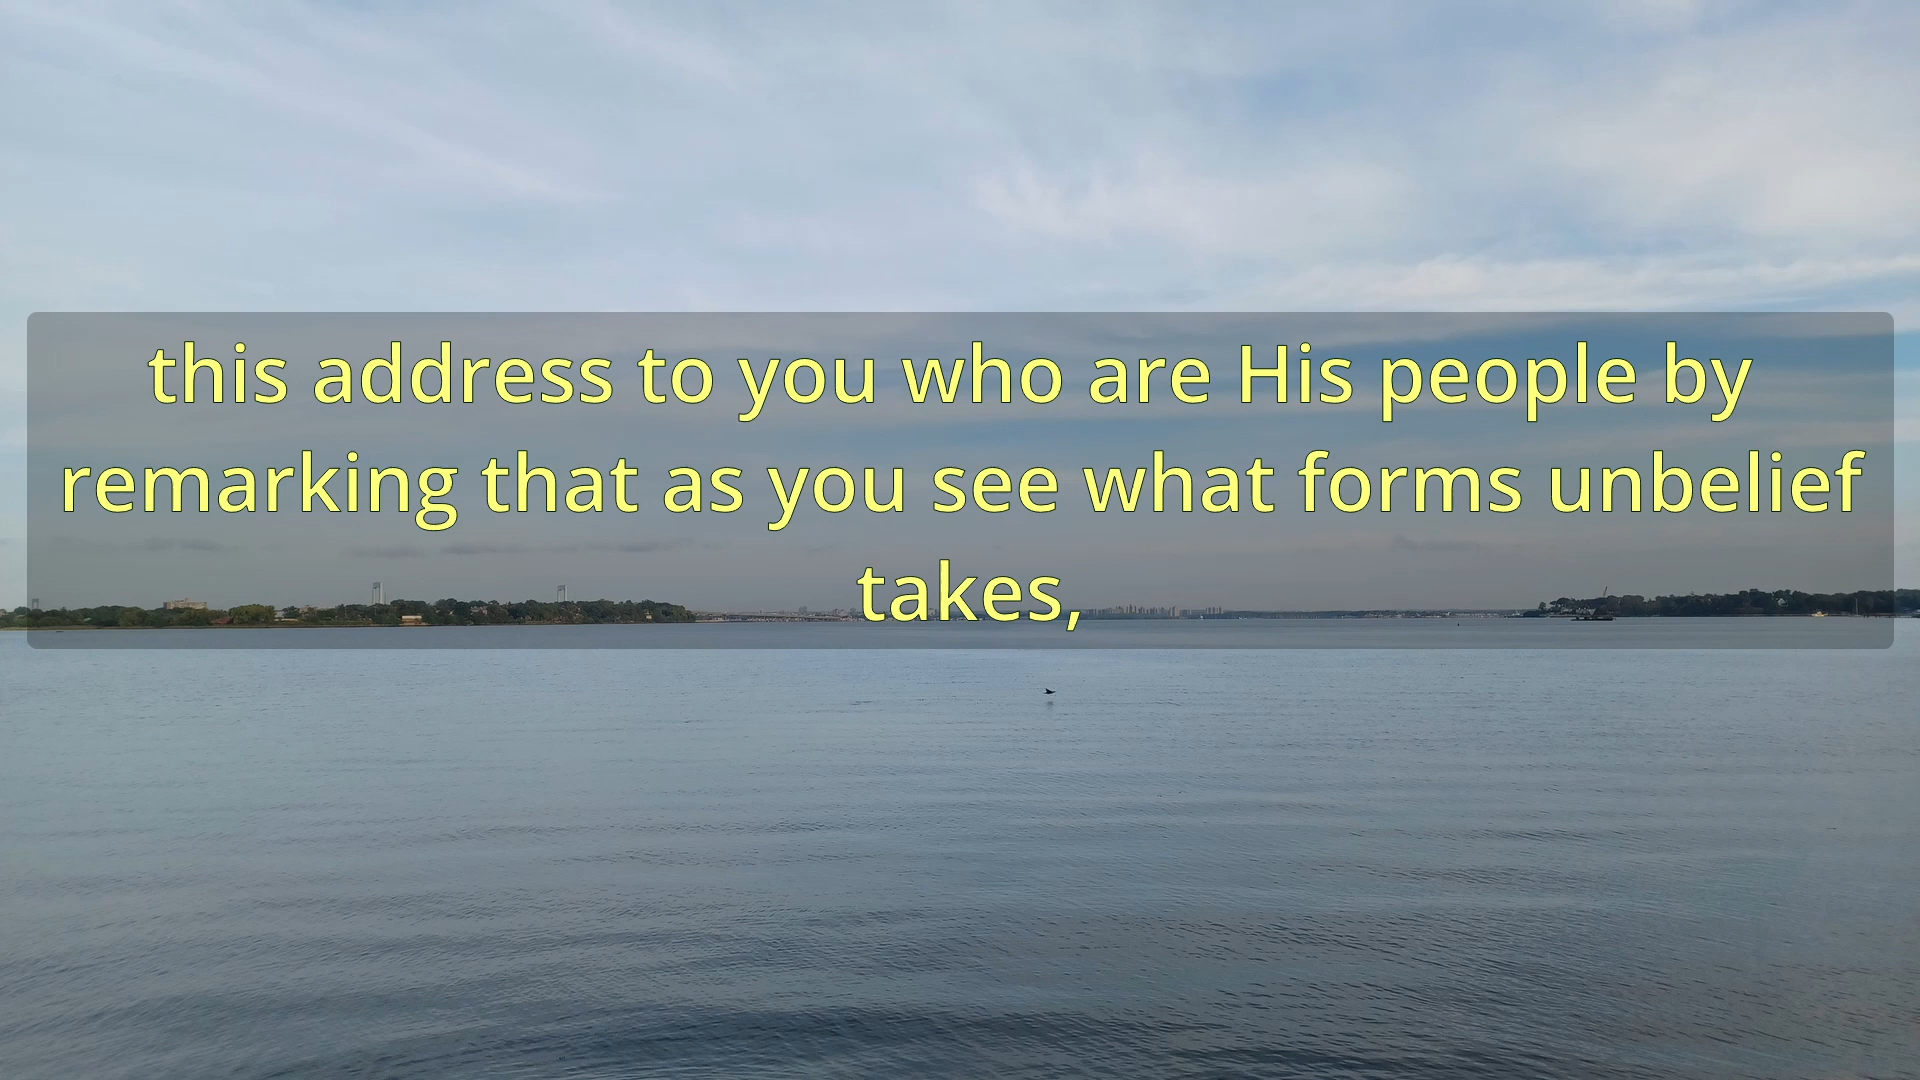 this address to you who are His people by
remarking that as you see what forms unbelief
takes,